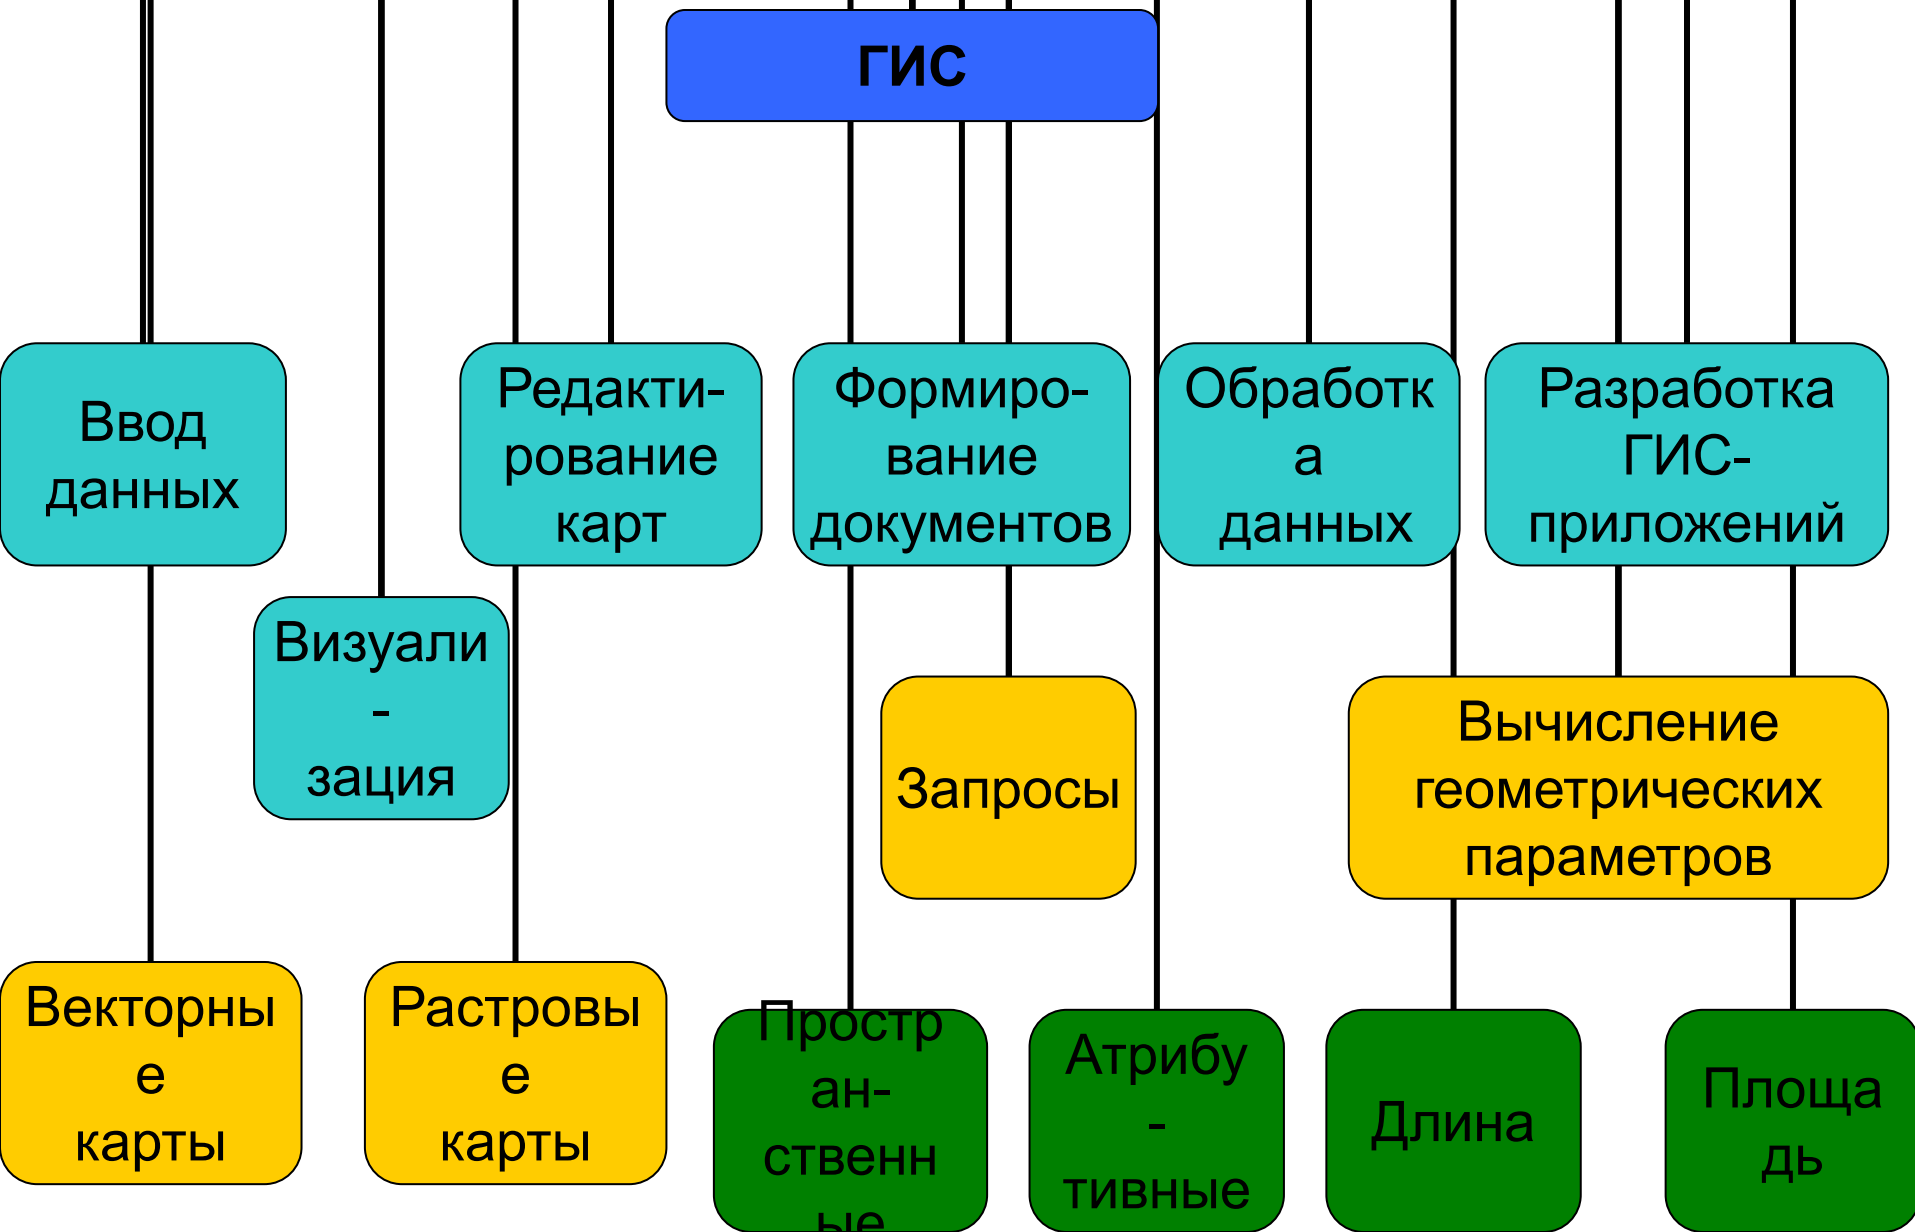 ГИС
Ввод
данных
Редакти-
рование
карт
Формиро-
вание
документов
Обработк
а
данных
Разработка
ГИС-
приложений
Визуали
-
зация
Запросы
Вычисление
геометрических
параметров
Векторны
е
карты
Растровы
е
карты
Простр
ан-
ственн
ые
Атрибу
-
тивные
Длина
Площа
дь